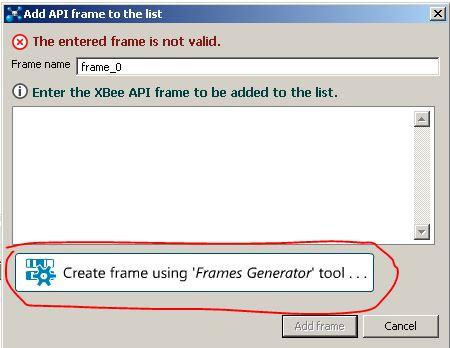 Add API frame to the list
The entered frame is not valid.
Frame name frame_0
Enter the XBee API frame to be added to the list.
Create frame using 'Frames Generator' tool . . .
Add frame Cancel